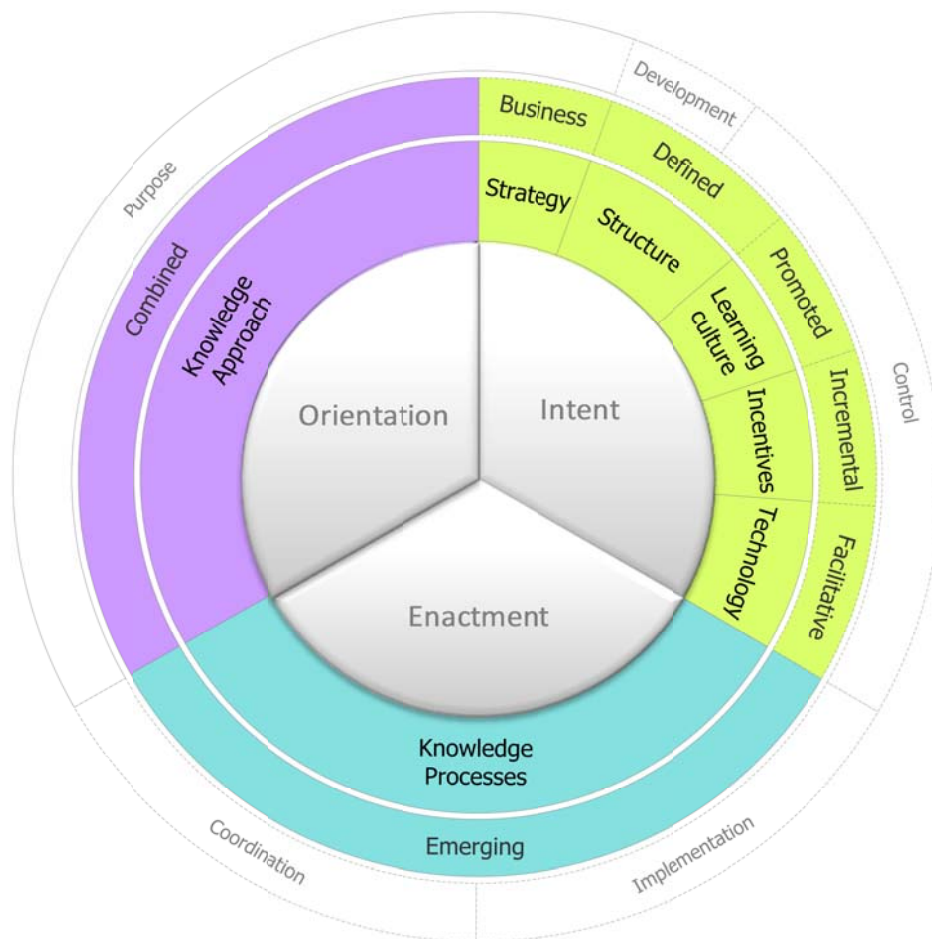 Purpose
Development
Control
Combined
Business
Defined
Promoted
Incremental
Facilitative
Knowledge
Approach
Strategy
Structure
Learning
culture
Incentives
Technology
Orientation
Intent
Enactment
Knowledge
Processes
Emerging
Coordination
Implementation